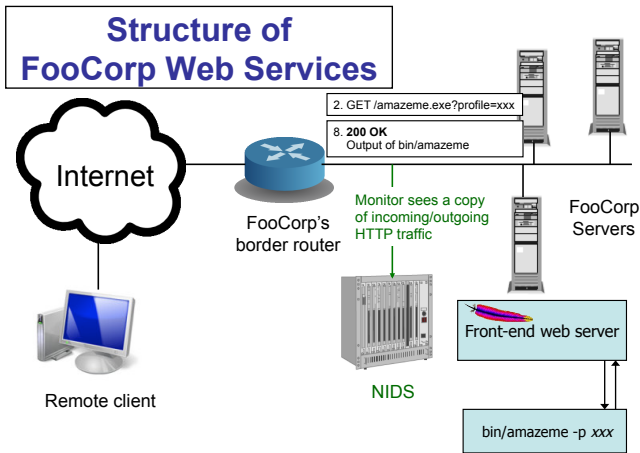 Structure of
FooCorp Web Services
2. GET /amazeme.exe?profile=xxx
8. 200 OK
Output of bin/amazeme
Internet
FooCorp's
border router
Monitor sees a copy
of incoming/outgoing
HTTP traffic
FooCorp
Servers
Remote client
NIDS
Front-end web server
bin/amazeme -p xxx